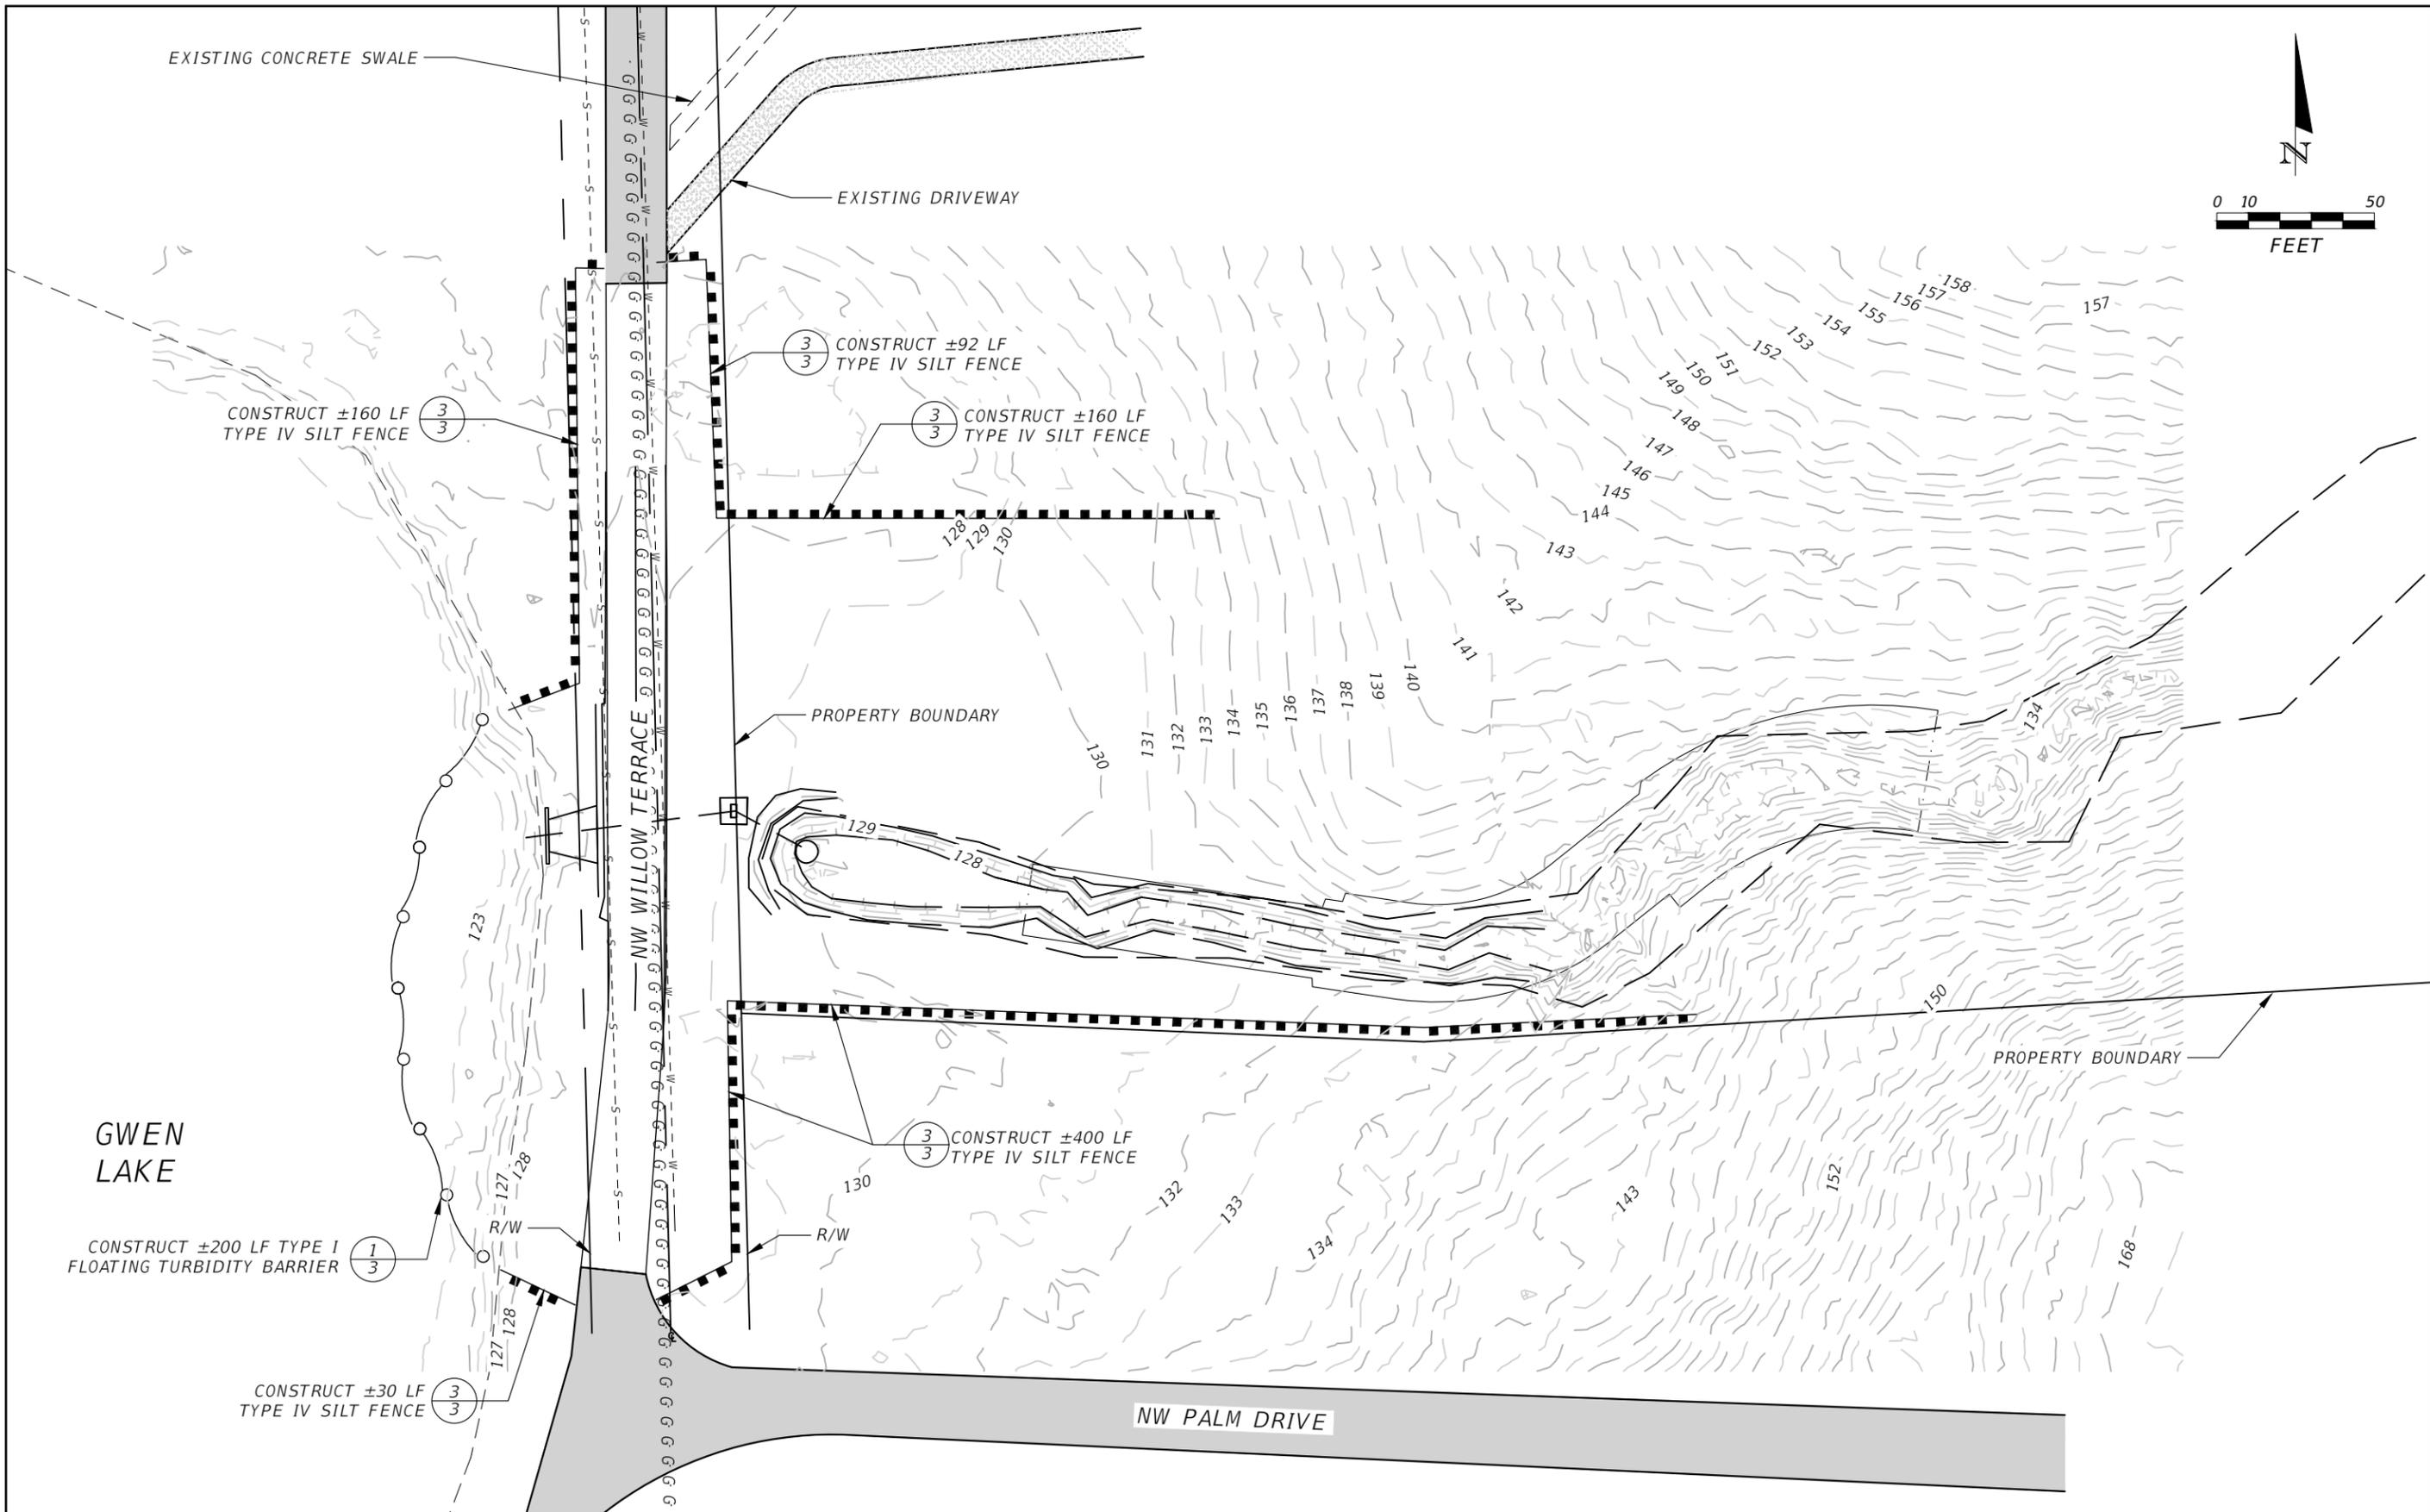 EXISTING CONCRETE SWALE
EXISTING DRIVEWAY
N
0 10 50
FEET
CONSTRUCT ±92 LF
TYPE IV SILT FENCE
3
3
CONSTRUCT ±160 LF
TYPE IV SILT FENCE
3
3
CONSTRUCT ±160 LF
TYPE IV SILT FENCE
3
3
158
157
156
155
154
153
152
151
150
149
148
147
146
145
144
143
142
141
140
139
138
137
136
135
134
133
132
131
130
157
128
129
130
134
PROPERTY BOUNDARY
NW WILLOW TERRACE
129
128
123
150
PROPERTY BOUNDARY
GWEN
LAKE
3
3
CONSTRUCT ±400 LF
TYPE IV SILT FENCE
127
128
130
132
133
134
143
152
168
R/W
R/W
CONSTRUCT ±200 LF TYPE I
FLOATING TURBIDITY BARRIER
1
3
127
128
CONSTRUCT ±30 LF
TYPE IV SILT FENCE
3
3
NW PALM DRIVE